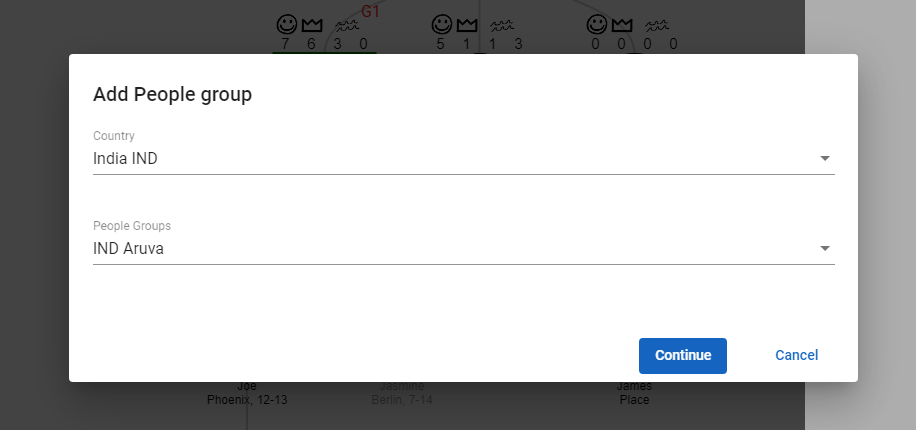 G1
7 6 3 0 5 1 1 3 0 0 0 0
Add People group
Country
India IND
People Groups
IND Aruva
Continue Cancel
Joe Jasmine James
Phoenix, 12-13 Berlin, 7-14 Place